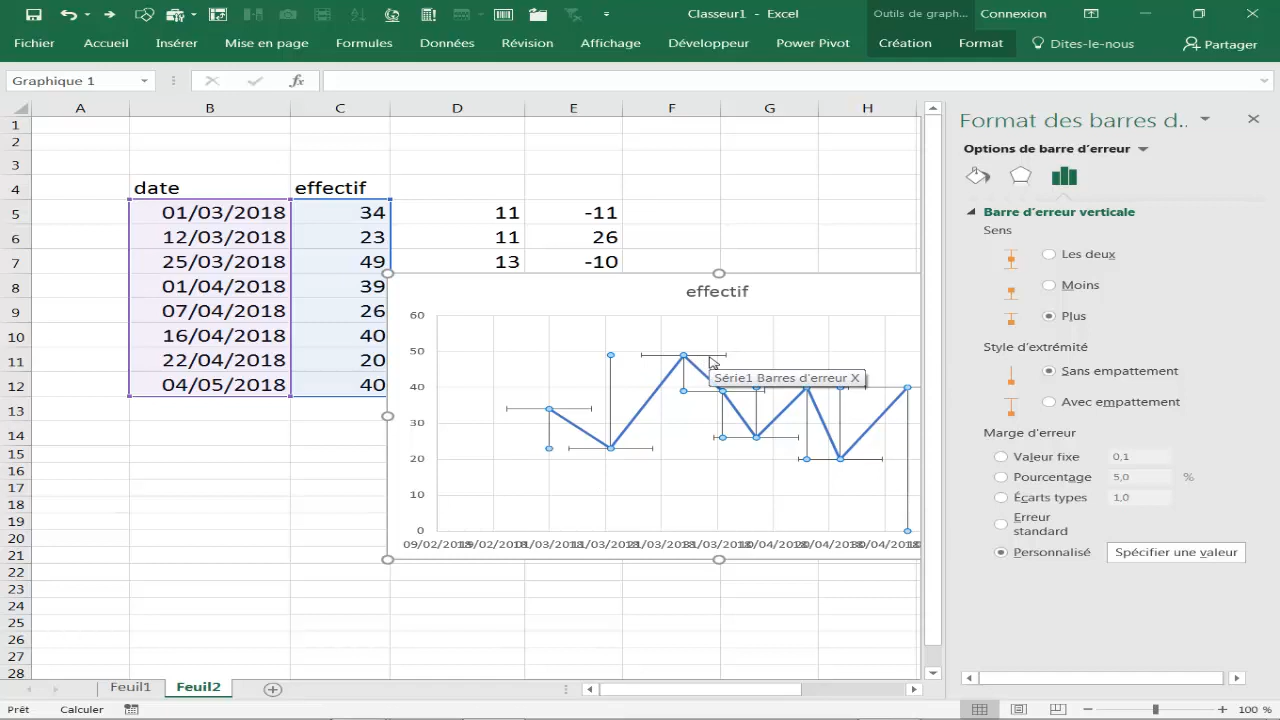 Classeur1 - Excel
Outils de graph...
Connexion
Fichier Accueil Insérer Mise en page Formules Données Révision Affichage Développeur Power Pivot Création Format Dites-le-nous Partager
Graphique 1
fx
A B C D E F G H
1
2
3
4 date effectif
5 01/03/2018 34 11 -11
6 12/03/2018 23 11 26
7 25/03/2018 49 13 -10
8 01/04/2018 39
9 07/04/2018 26
10 16/04/2018 40
11 22/04/2018 20
12 04/05/2018 40
13
14
15
16
17
18
19
20
21
22
23
24
25
26
27
28
effectif
60
50
40
30
20
10
0
Série1 Barres d'erreur X
Format des barres d..
Options de barre d'erreur
Barre d'erreur verticale
Sens
Les deux
Moins
Plus
Style d'extrémité
Sans empattement
Avec empattement
Marge d'erreur
Valeur fixe 0,1
Pourcentage 5,0 %
Écarts types 1,0
Erreur
standard
Personnalisé Spécifier une valeur
Feuil1 Feuil2
Prêt Calculer 100 %